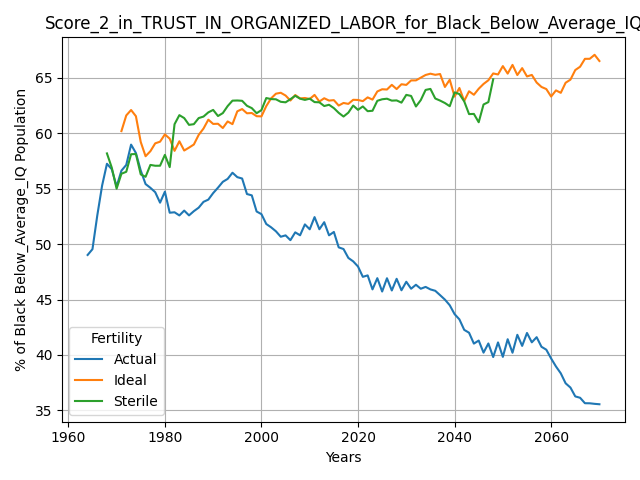 Score_2_in_TRUST_IN_ORGANIZED_LABOR_for_Black_Below_Average_IQ
% of Black Below_Average_IQ Population
65
60
55
50
45
40
35
Fertility
Actual
Ideal
Sterile
1960
1980
2000
2020
2040
2060
Years